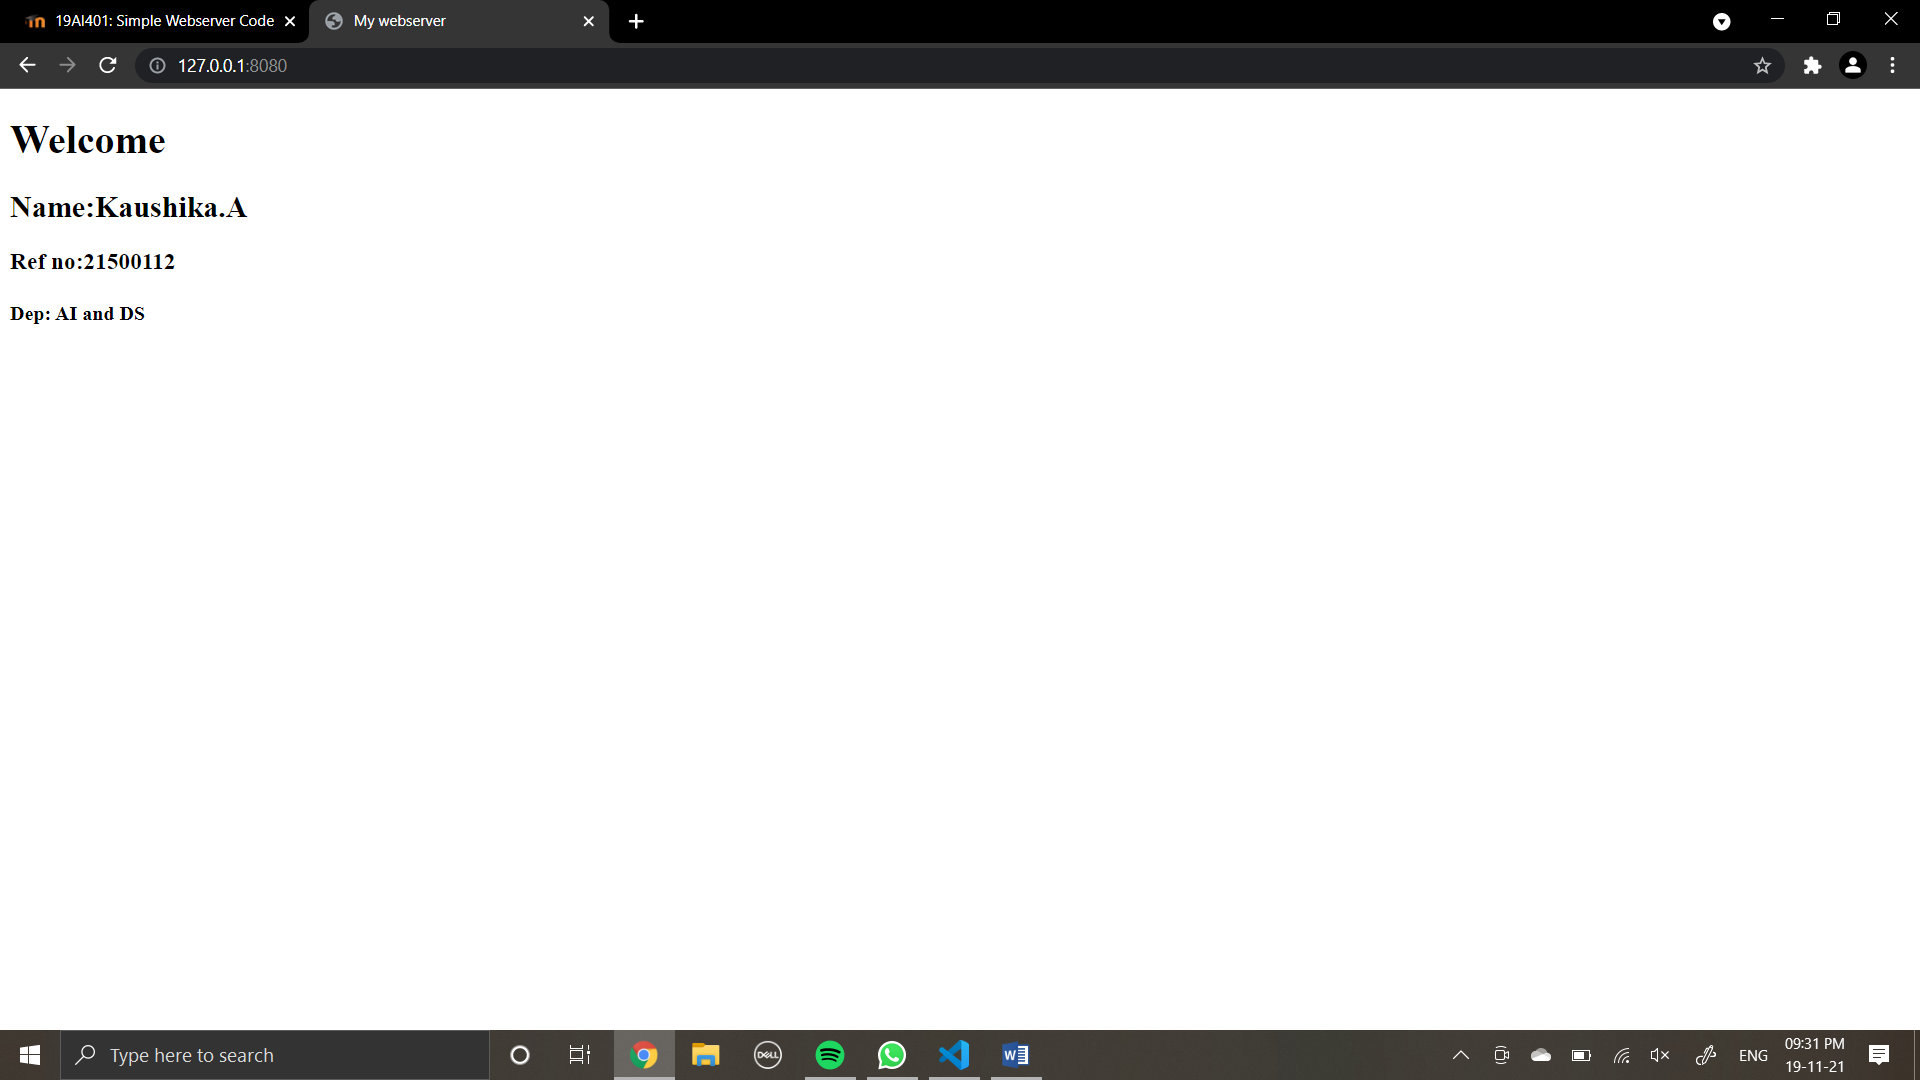 19AI401: Simple Webserver Code
My webserver
127.0.0.1:8080
Welcome
Name:Kaushika.A
Ref no:21500112
Dep: AI and DS
Type here to search
DELL
W
ENG
09:31 PM
19-11-21